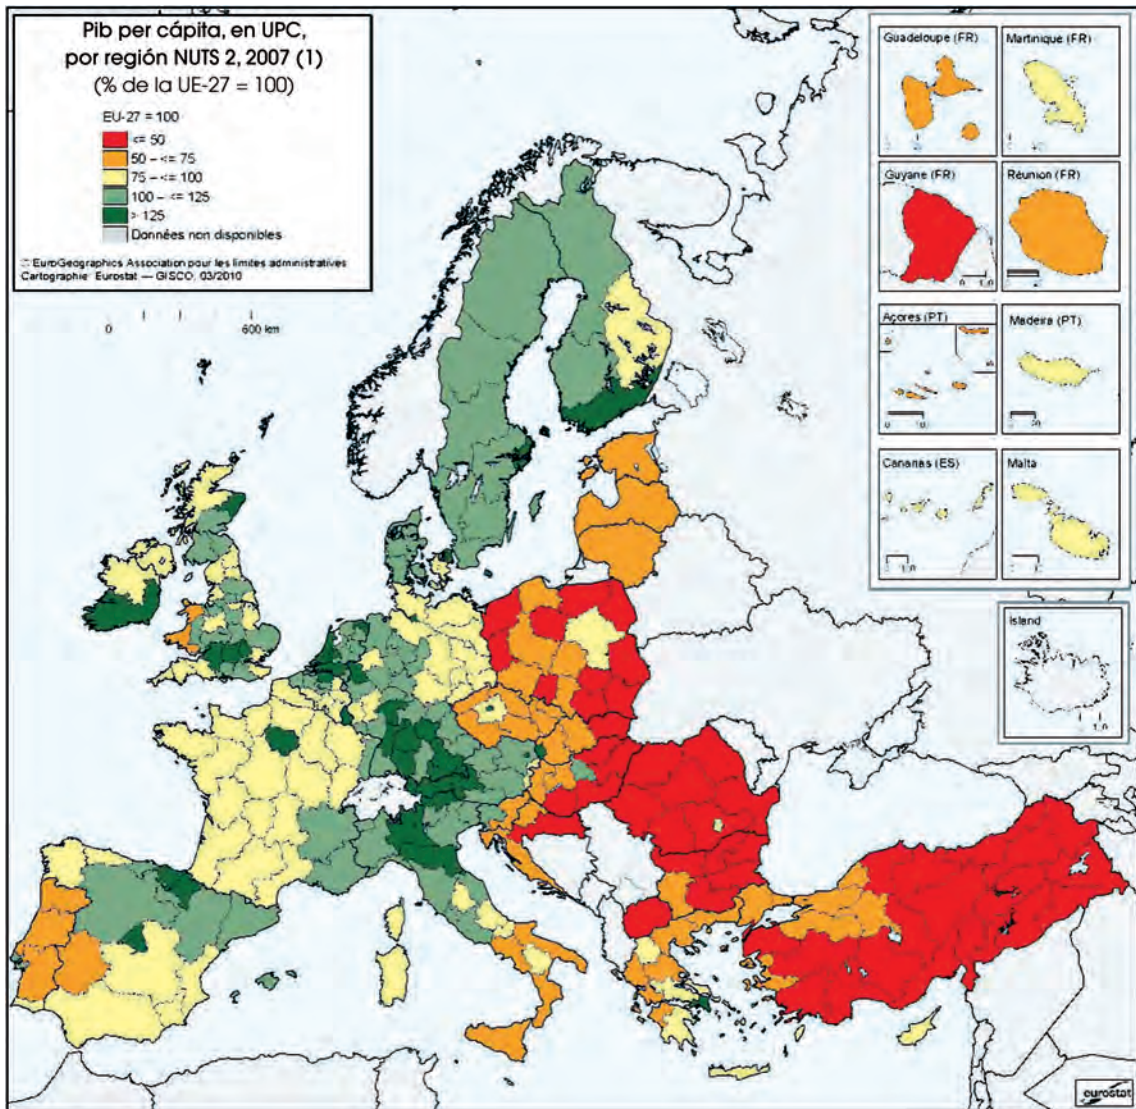 Pib per cápita, en UPC,
por región NUTS 2, 2007 (1)
(% de la UE-27 = 100)
EU-27 = 100
<= 50
50 – <= 75
75 – <= 100
100 – <= 125
> 125
Données non disponibles
© EuroGeographics Association pour les limites administratives
Cartographie: Eurostat — GISCO, 03/2010
0 600 km
Guadeloupe (FR)
Martinique (FR)
Guyane (FR)
Réunion (FR)
Açores (PT)
Madeira (PT)
Canarias (ES)
Malta
Island
eurostat